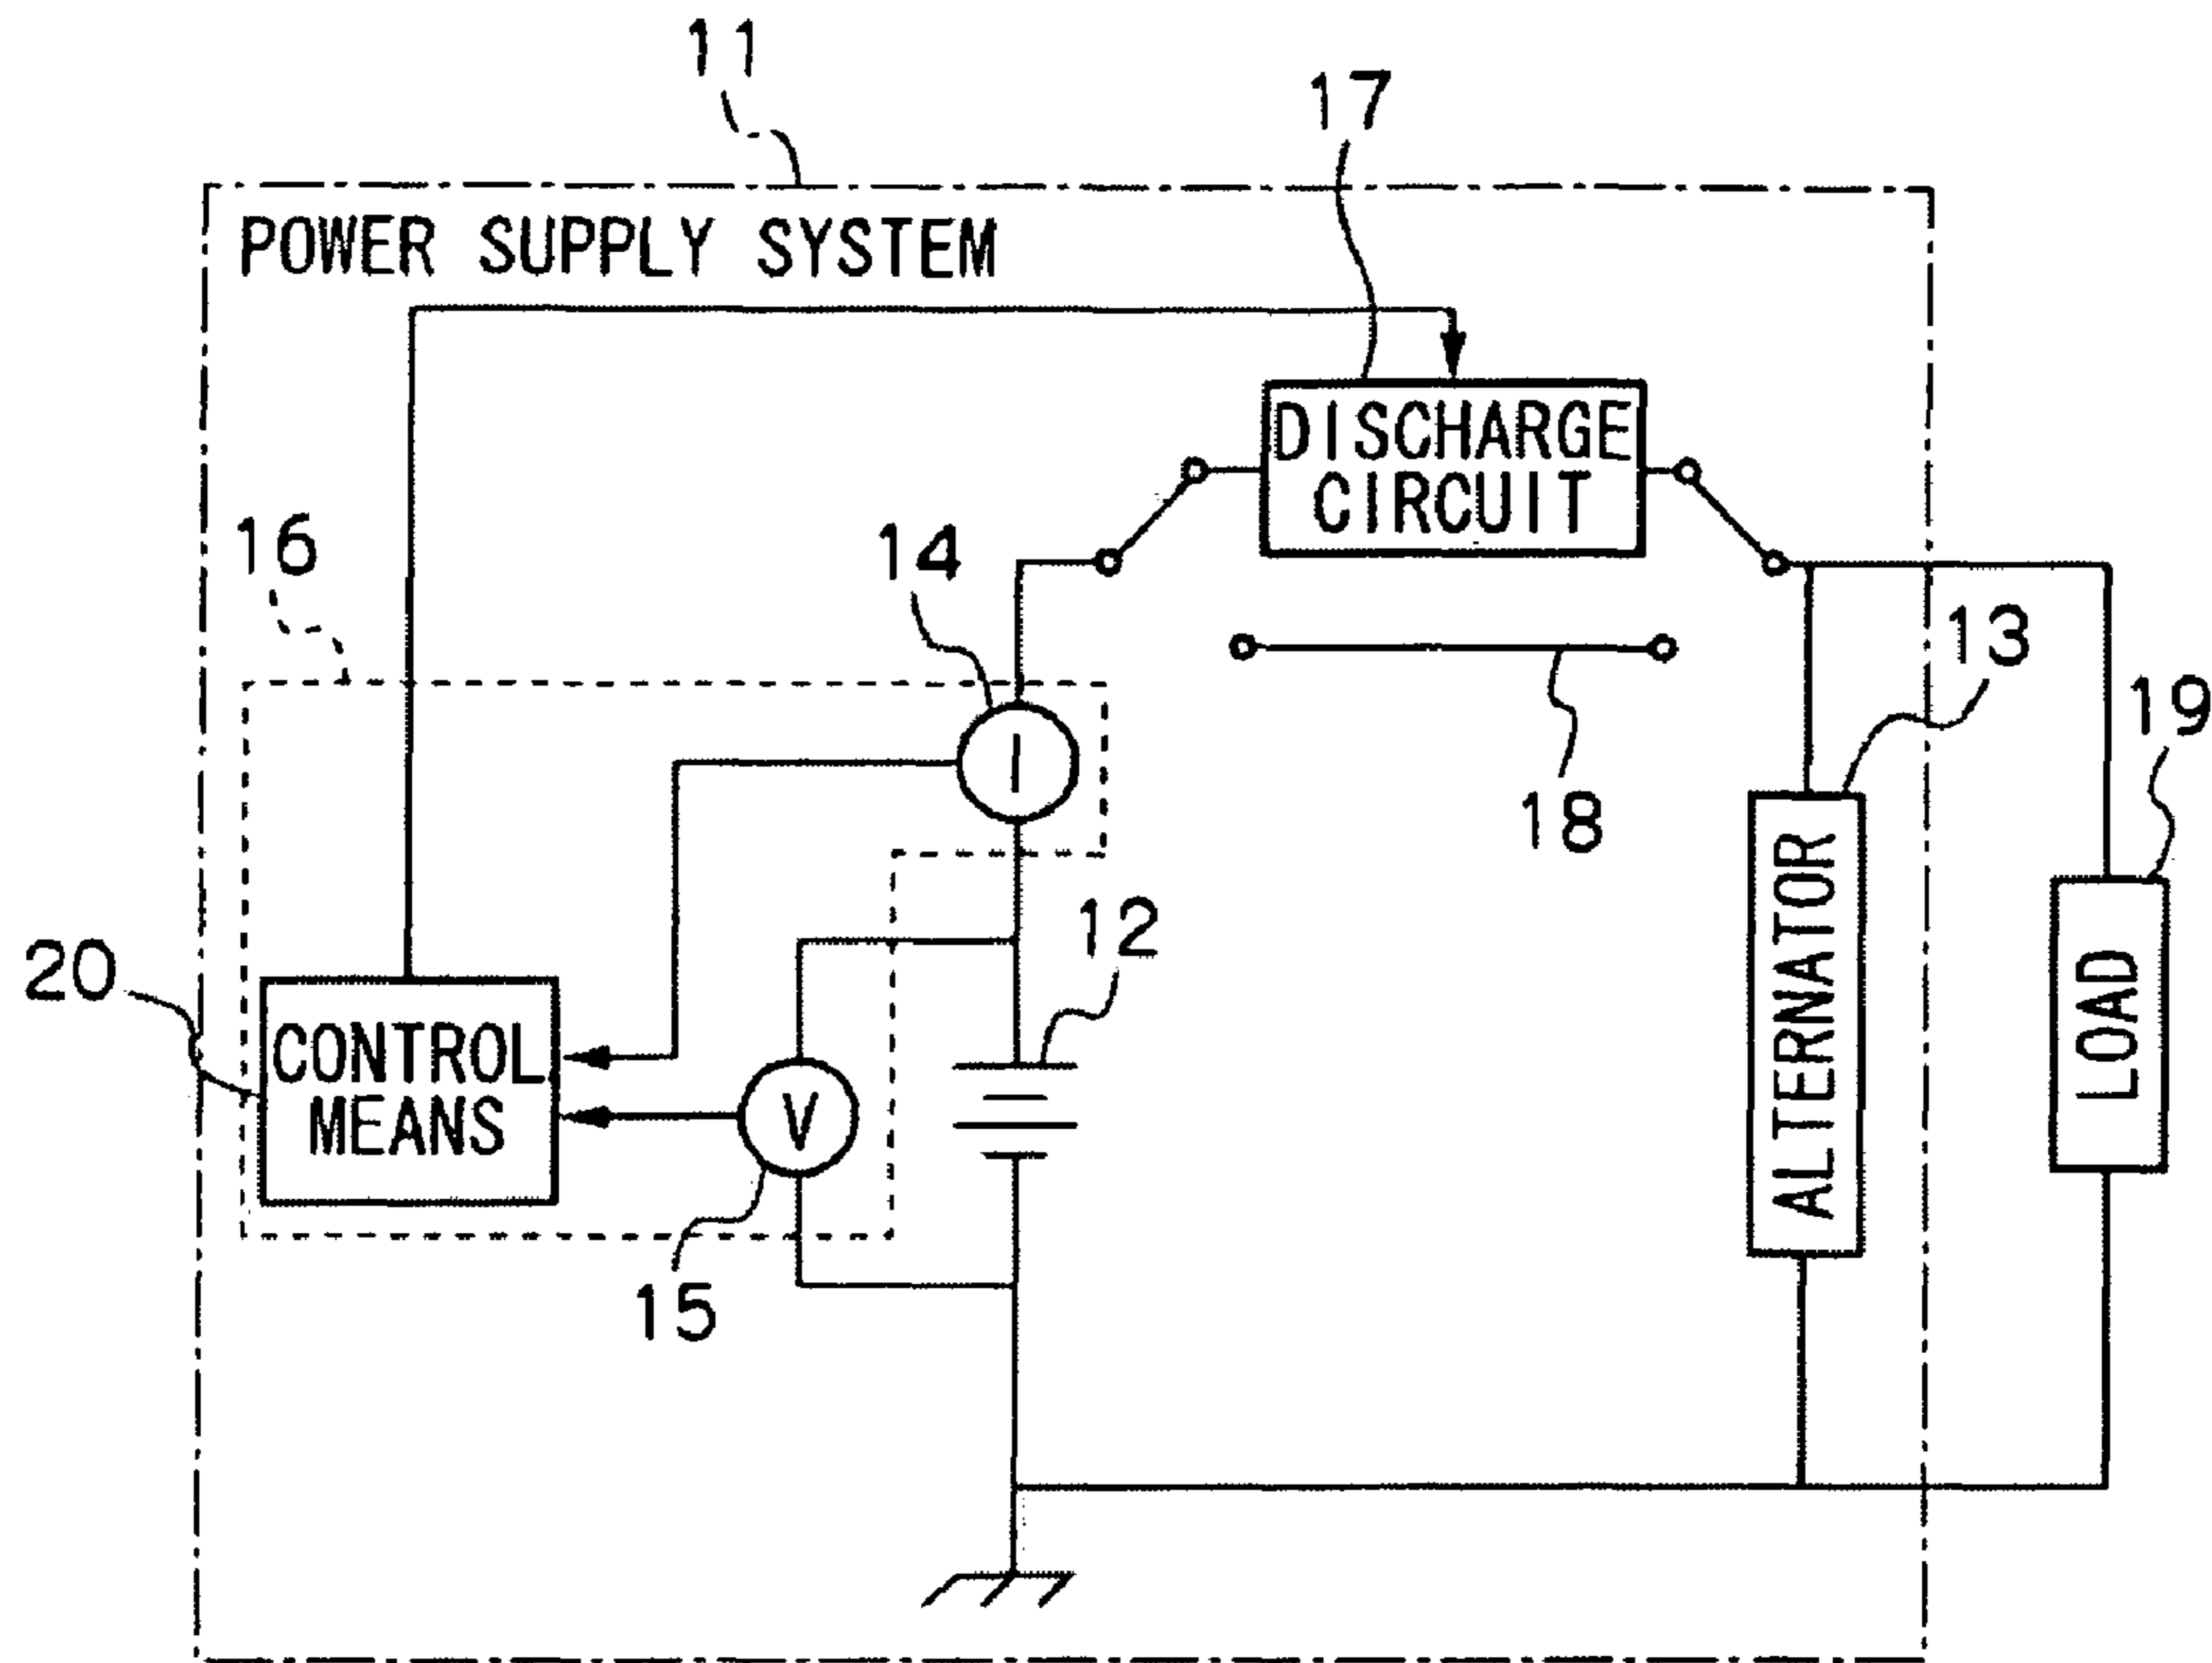 11
17
POWER SUPPLY SYSTEM
DISCHARGE
CIRCUIT
16
14
13
19
18
I
12
20
CONTROL
MEANS
V
ALTERNATOR
LOAD
15